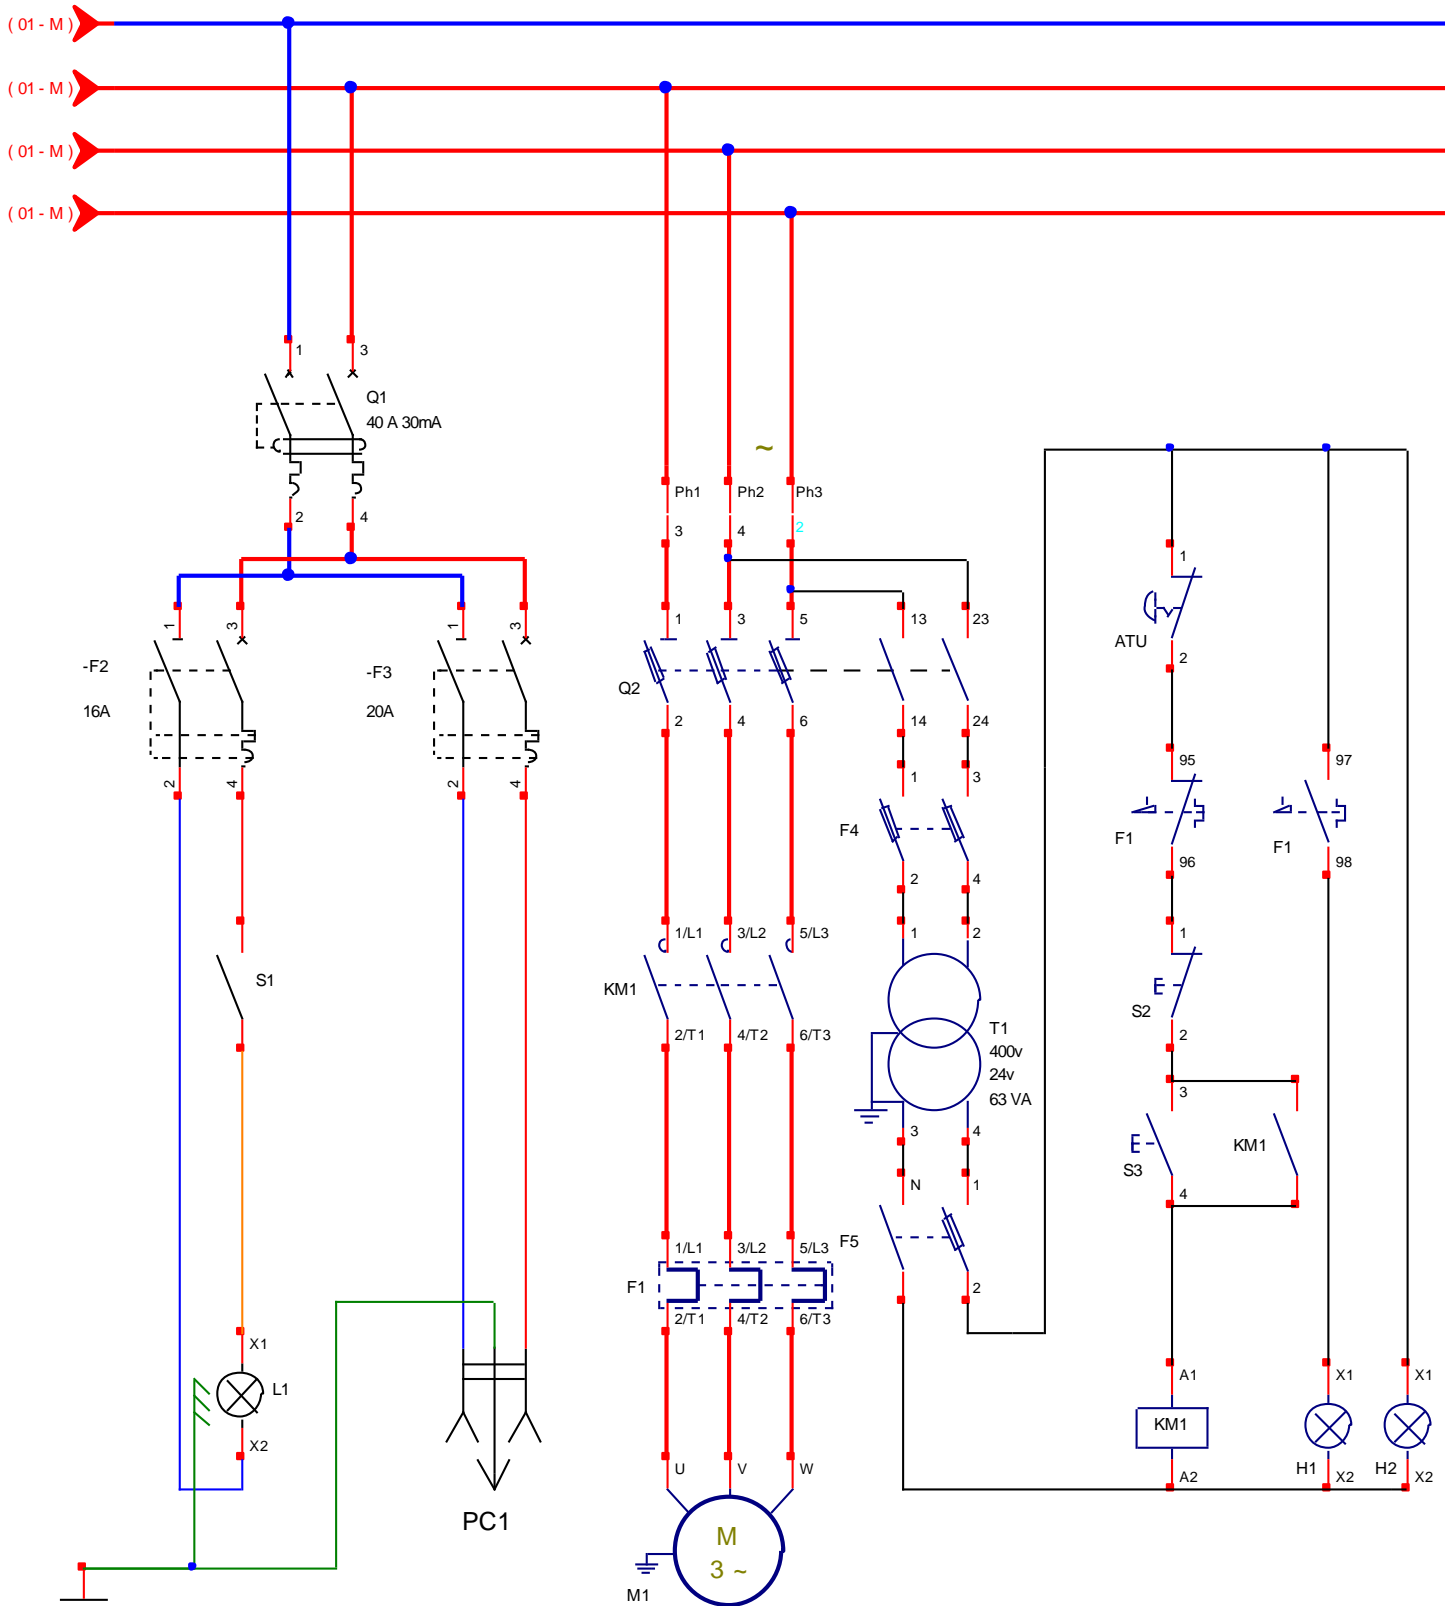 ( 01 - M )
( 01 - M )
( 01 - M )
( 01 - M )
1 3
Q1
40 A 30mA
~
Ph1 Ph2 Ph3
2 4 3 4 2
1 3 1 3 1 3 5 13 23
1
ATU
2
-F2 -F3
16A 20A
Q2
2 4 6 14 24
2 4 2 4 1 3 95 97
F4 F1 F1
2 4 96 98
1/L1 3/L2 5/L3 1 2 1
S1 KM1 S2
2/T1 4/T2 6/T3 2
T1
400v
24v
63 VA
3
3 4
S3 KM1
N 1 4
F5
1/L1 3/L2 5/L3
F1 2
2/T1 4/T2 6/T3
X1 A1 X1 X1
L1 KM1
X2 H1 H2
U V W A2 X2 X2
PC1
M
3 ~
M1